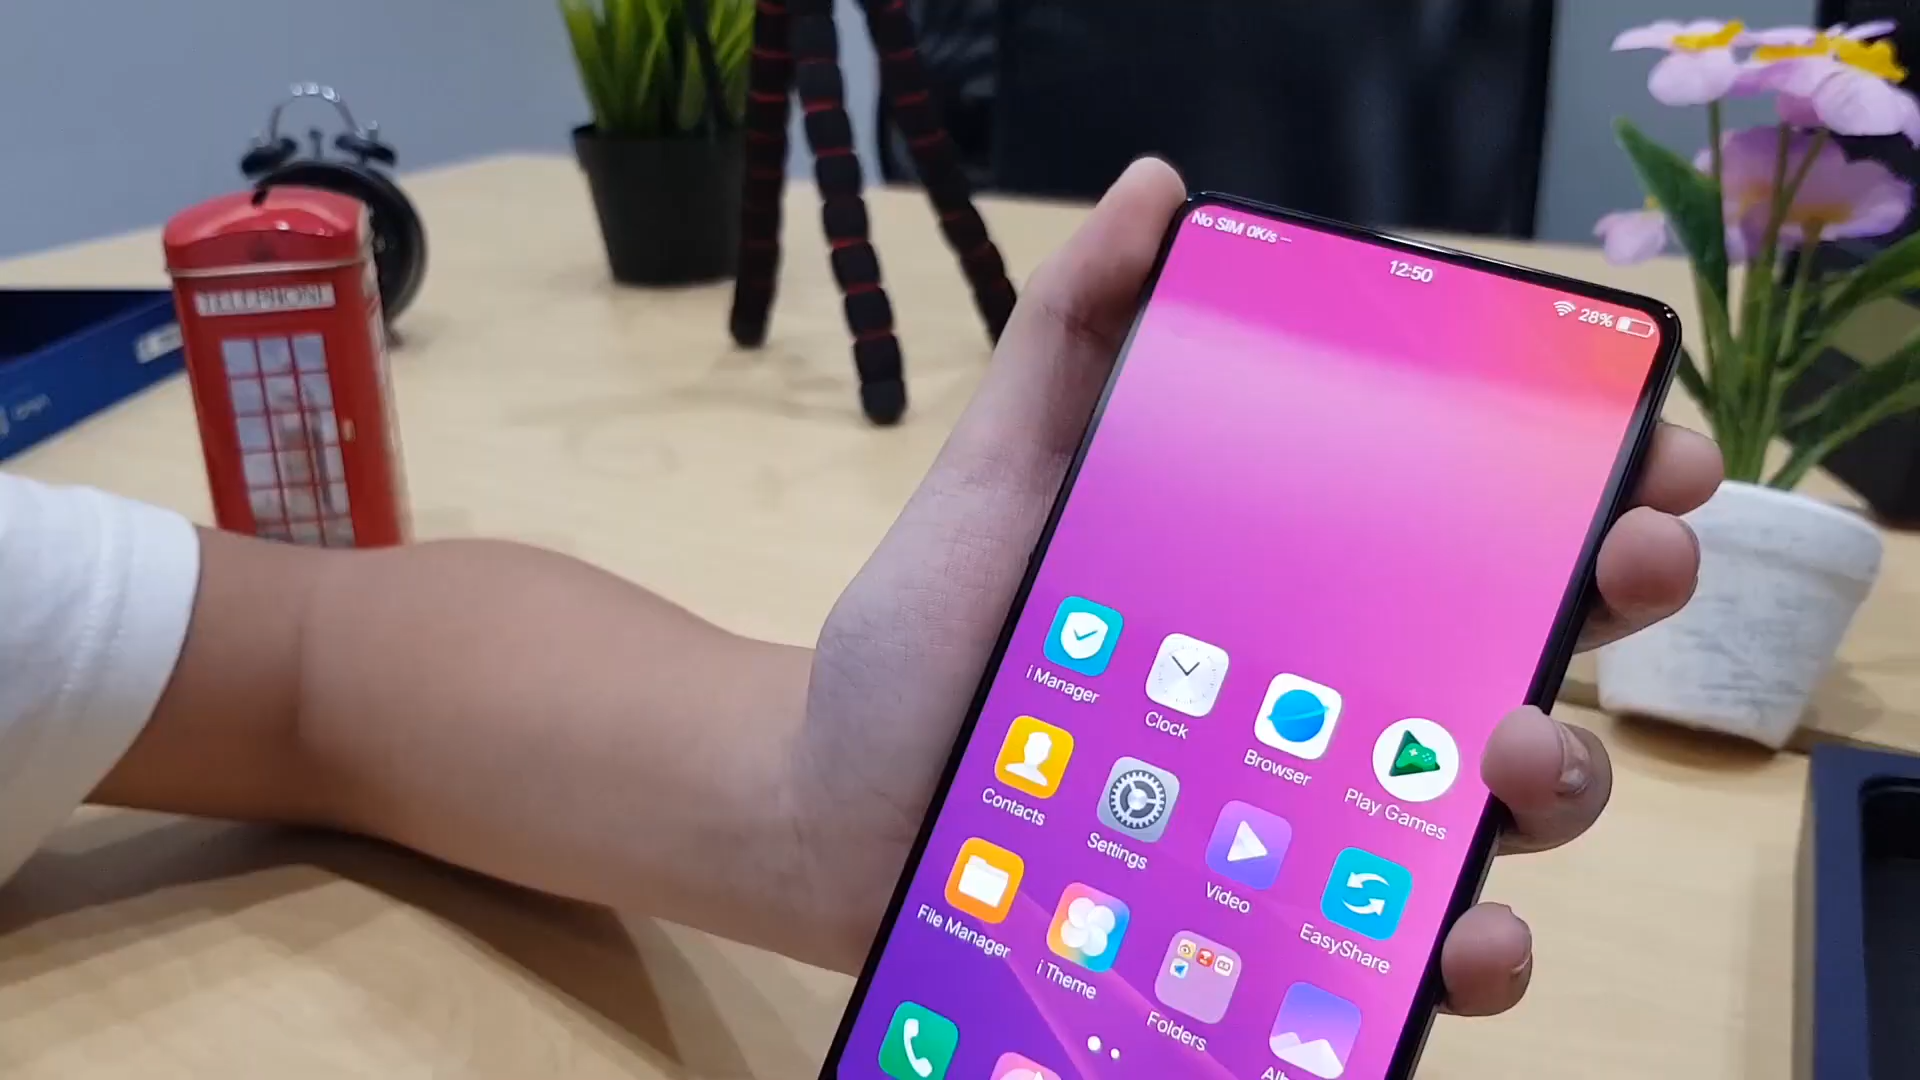 No SIM 0K/s
12:50
28%
TELEPHONE
i Manager
Clock
Browser
Play Games
Contacts
Settings
Video
EasyShare
File Manager
i Theme
Folders